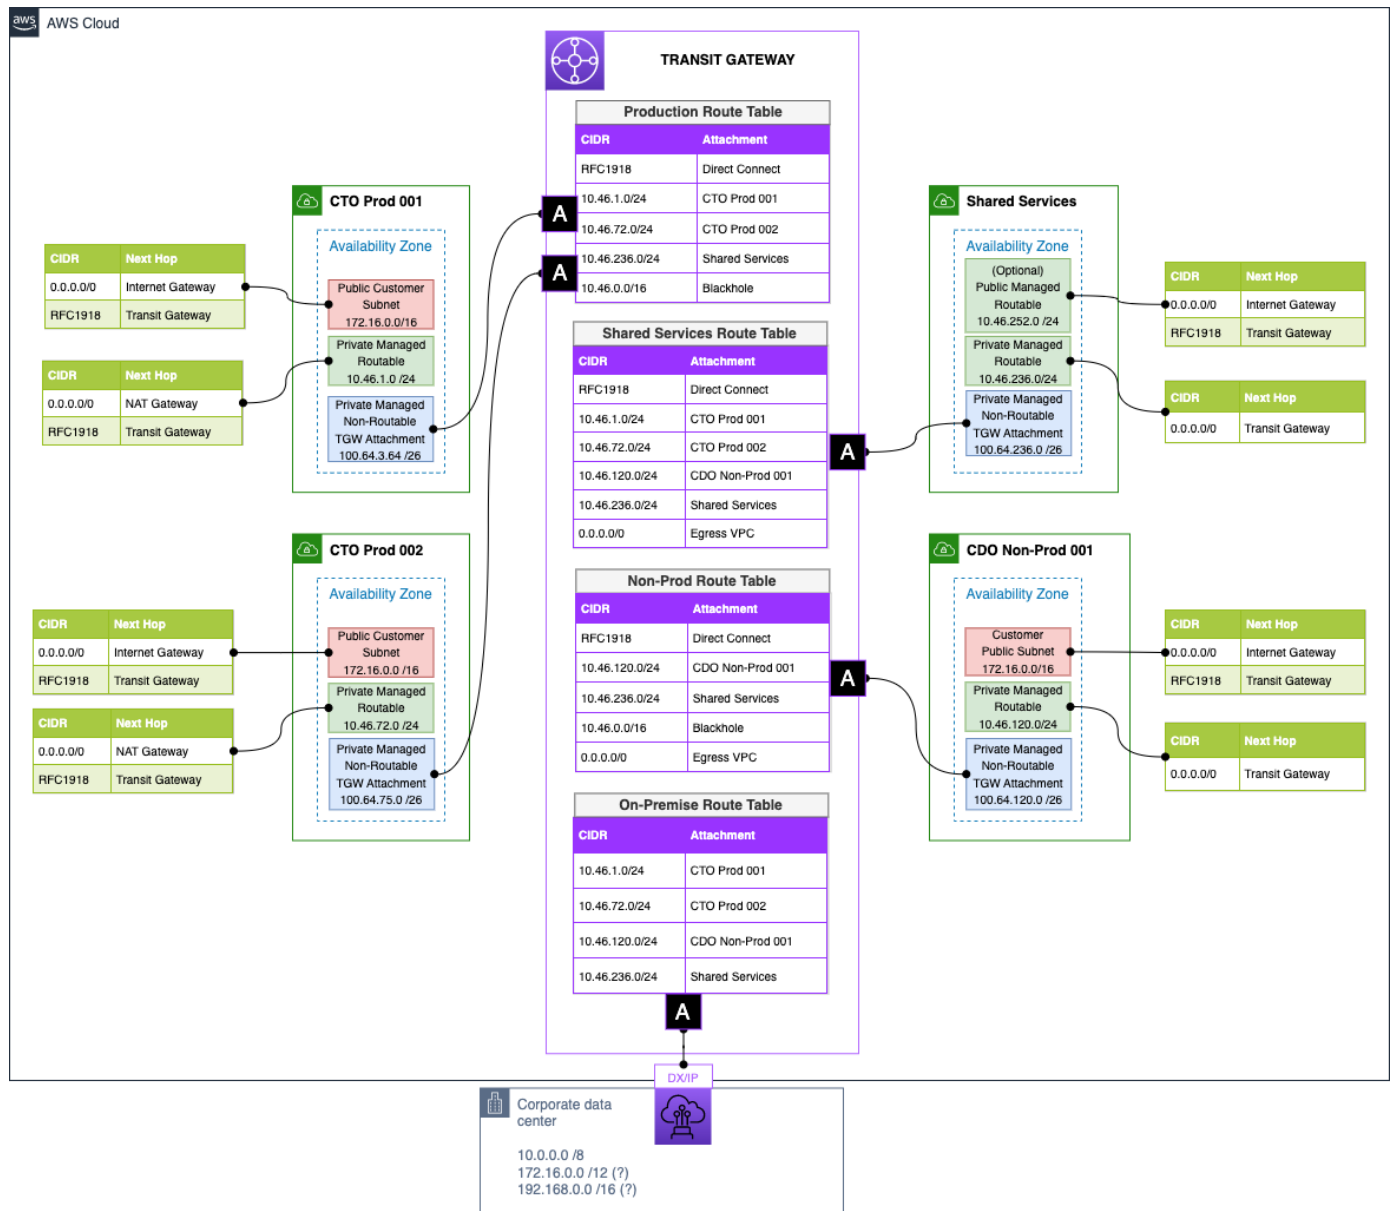 aws
AWS Cloud
TRANSIT GATEWAY
Production Route Table
CIDR Attachment
RFC1918 Direct Connect
10.46.1.0/24 CTO Prod 001
10.46.72.0/24 CTO Prod 002
10.46.236.0/24 Shared Services
10.46.0.0/16 Blackhole
A
A
Shared Services Route Table
CIDR Attachment
RFC1918 Direct Connect
10.46.1.0/24 CTO Prod 001
10.46.72.0/24 CTO Prod 002
10.46.120.0/24 CDO Non-Prod 001
10.46.236.0/24 Shared Services
0.0.0.0/0 Egress VPC
A
Non-Prod Route Table
CIDR Attachment
RFC1918 Direct Connect
10.46.120.0/24 CDO Non-Prod 001
10.46.236.0/24 Shared Services
10.46.0.0/16 Blackhole
0.0.0.0/0 Egress VPC
A
On-Premise Route Table
CIDR Attachment
10.46.1.0/24 CTO Prod 001
10.46.72.0/24 CTO Prod 002
10.46.120.0/24 CDO Non-Prod 001
10.46.236.0/24 Shared Services
A
CTO Prod 001
Availability Zone
Public Customer
Subnet
172.16.0.0/16
Private Managed
Routable
10.46.1.0 /24
Private Managed
Non-Routable
TGW Attachment
100.64.3.64 /26
CIDR Next Hop
0.0.0.0/0 Internet Gateway
RFC1918 Transit Gateway
CIDR Next Hop
0.0.0.0/0 NAT Gateway
RFC1918 Transit Gateway
CTO Prod 002
Availability Zone
Public Customer
Subnet
172.16.0.0 /16
Private Managed
Routable
10.46.72.0 /24
Private Managed
Non-Routable
TGW Attachment
100.64.75.0 /26
CIDR Next Hop
0.0.0.0/0 Internet Gateway
RFC1918 Transit Gateway
CIDR Next Hop
0.0.0.0/0 NAT Gateway
RFC1918 Transit Gateway
Shared Services
Availability Zone
(Optional)
Public Managed
Routable
10.46.252.0 /24
Private Managed
Routable
10.46.236.0/24
Private Managed
Non-Routable
TGW Attachment
100.64.236.0 /26
CIDR Next Hop
0.0.0.0/0 Internet Gateway
RFC1918 Transit Gateway
CIDR Next Hop
0.0.0.0/0 Transit Gateway
CDO Non-Prod 001
Availability Zone
Customer
Public Subnet
172.16.0.0/16
Private Managed
Routable
10.46.120.0/24
Private Managed
Non-Routable
TGW Attachment
100.64.120.0 /26
CIDR Next Hop
0.0.0.0/0 Internet Gateway
RFC1918 Transit Gateway
CIDR Next Hop
0.0.0.0/0 Transit Gateway
DX/IP
Corporate data
center
10.0.0.0 /8
172.16.0.0 /12 (?)
192.168.0.0 /16 (?)